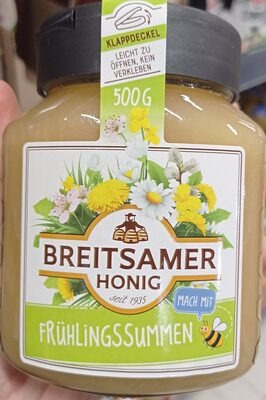 KLAPPDECKEL
LEICHT ZU
ÖFFNEN, KEIN
VERKLEBEN
500G
BREITSAMER
HONIG
seit 1935
MACH MIT
FRÜHLINGSSUMMEN